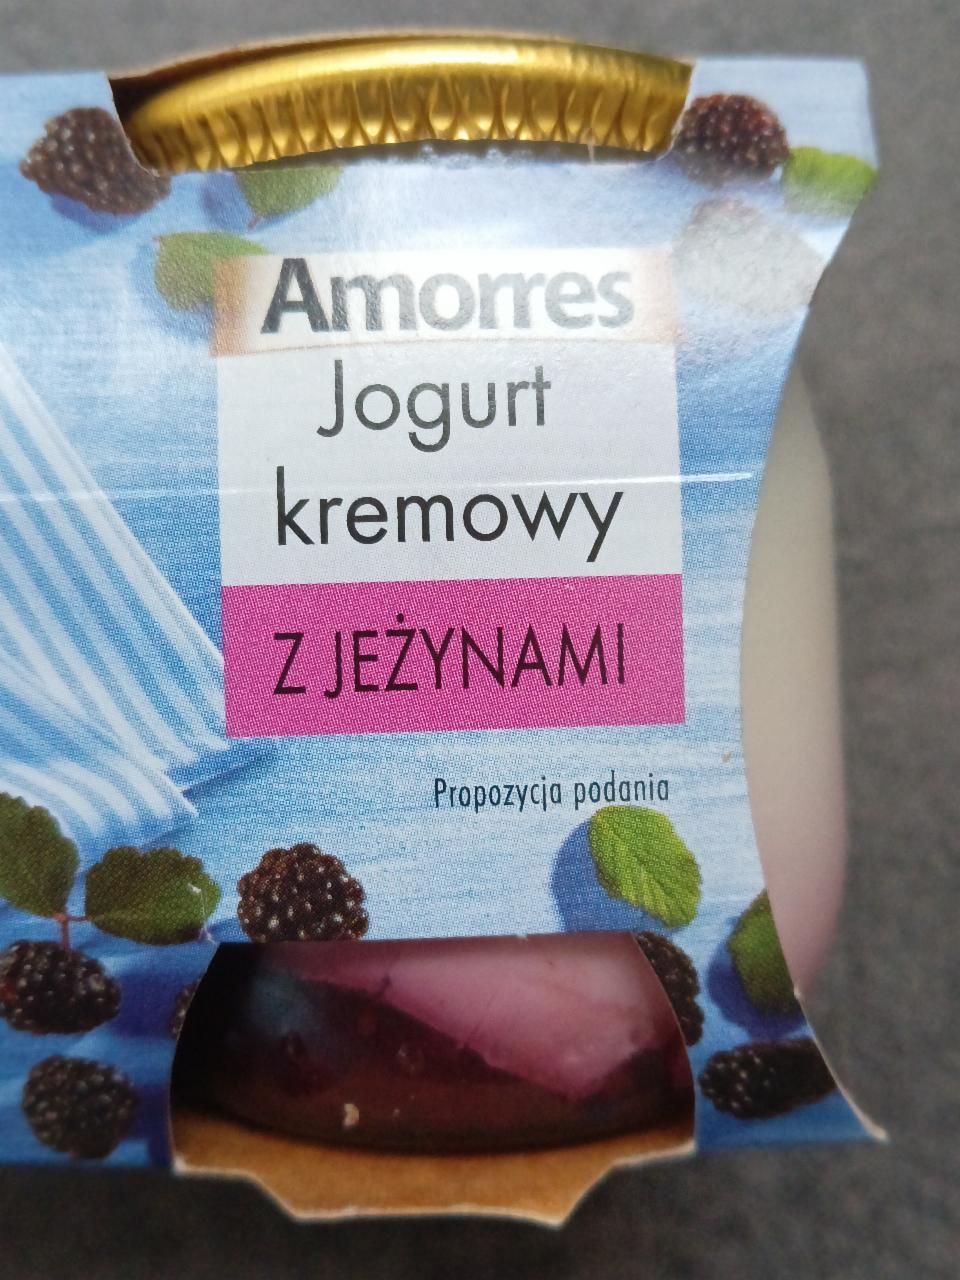 Amorres
Jogurt
kremowy
Z JEŻYNAMI
Propozycja podania